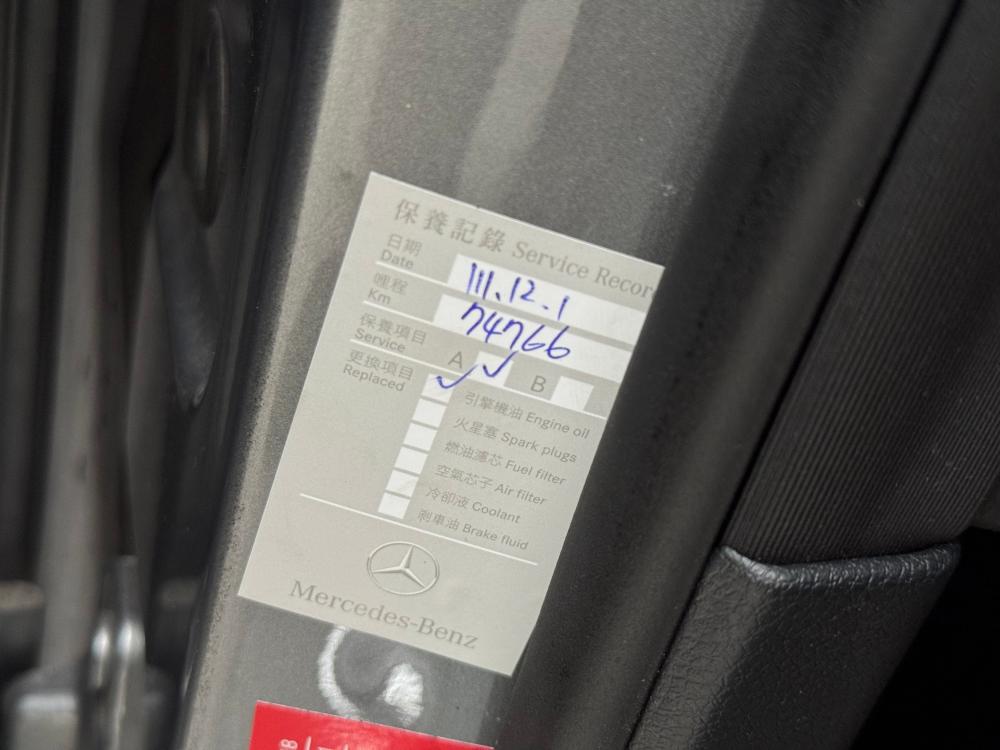 保養記錄 Service Recor
日期 111.12.1
Date
哩程 74766
Km
保養項目
Service A ✓ B
更換項目
Replaced
✓ 引擎機油 Engine oil
火星塞 Spark plugs
燃油濾芯 Fuel filter
空氣芯子 Air filter
冷卻液 Coolant
剎車油 Brake fluid
Mercedes-Benz